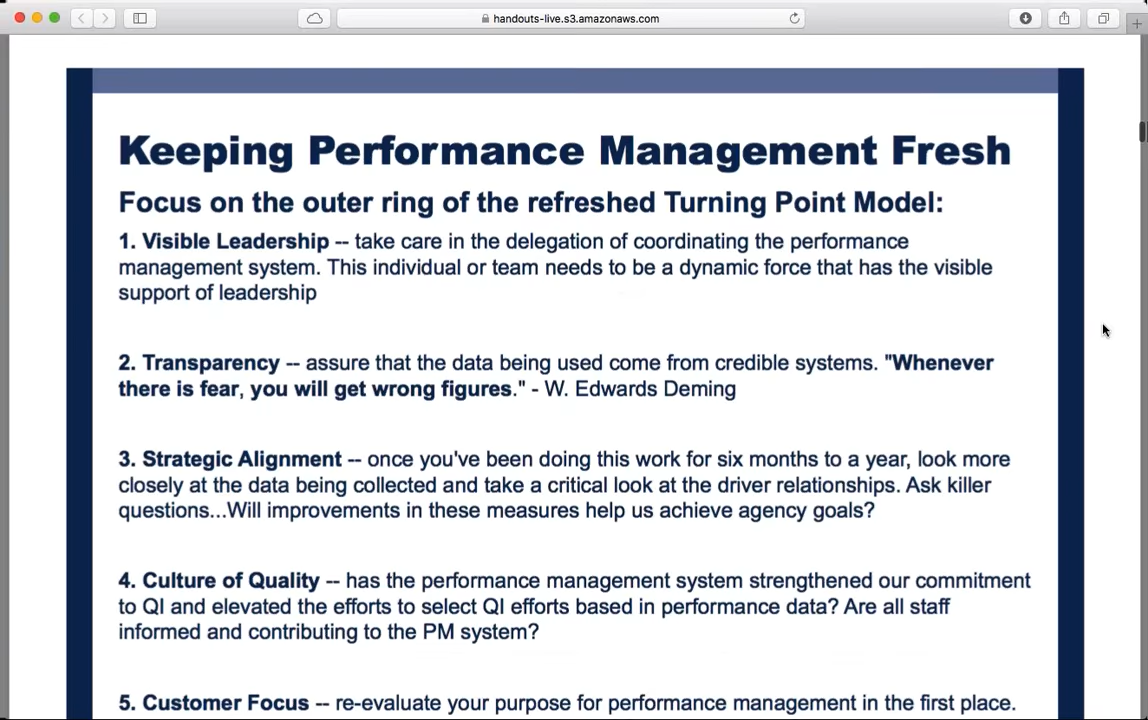 handouts-live.s3.amazonaws.com
Keeping Performance Management Fresh
Focus on the outer ring of the refreshed Turning Point Model:
1. Visible Leadership -- take care in the delegation of coordinating the performance
management system. This individual or team needs to be a dynamic force that has the visible
support of leadership
2. Transparency -- assure that the data being used come from credible systems. "Whenever
there is fear, you will get wrong figures." - W. Edwards Deming
3. Strategic Alignment -- once you've been doing this work for six months to a year, look more
closely at the data being collected and take a critical look at the driver relationships. Ask killer
questions...Will improvements in these measures help us achieve agency goals?
4. Culture of Quality -- has the performance management system strengthened our commitment
to QI and elevated the efforts to select QI efforts based in performance data? Are all staff
informed and contributing to the PM system?
5. Customer Focus -- re-evaluate your purpose for performance management in the first place.